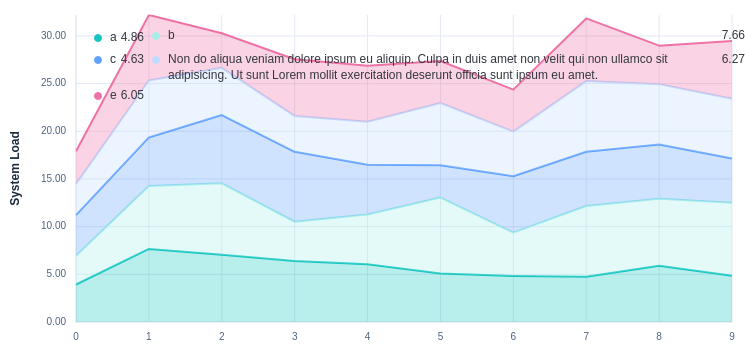 30.00
25.00
20.00
15.00
10.00
5.00
0.00
System Load
a 4.86
b
7.66
c 4.63
Non do aliqua veniam dolore ipsum eu aliquip. Culpa in duis amet non velit qui non ullamco sit
6.27
adipisicing. Ut sunt Lorem mollit exercitation deserunt officia sunt ipsum eu amet.
e 6.05
0 1 2 3 4 5 6 7 8 9